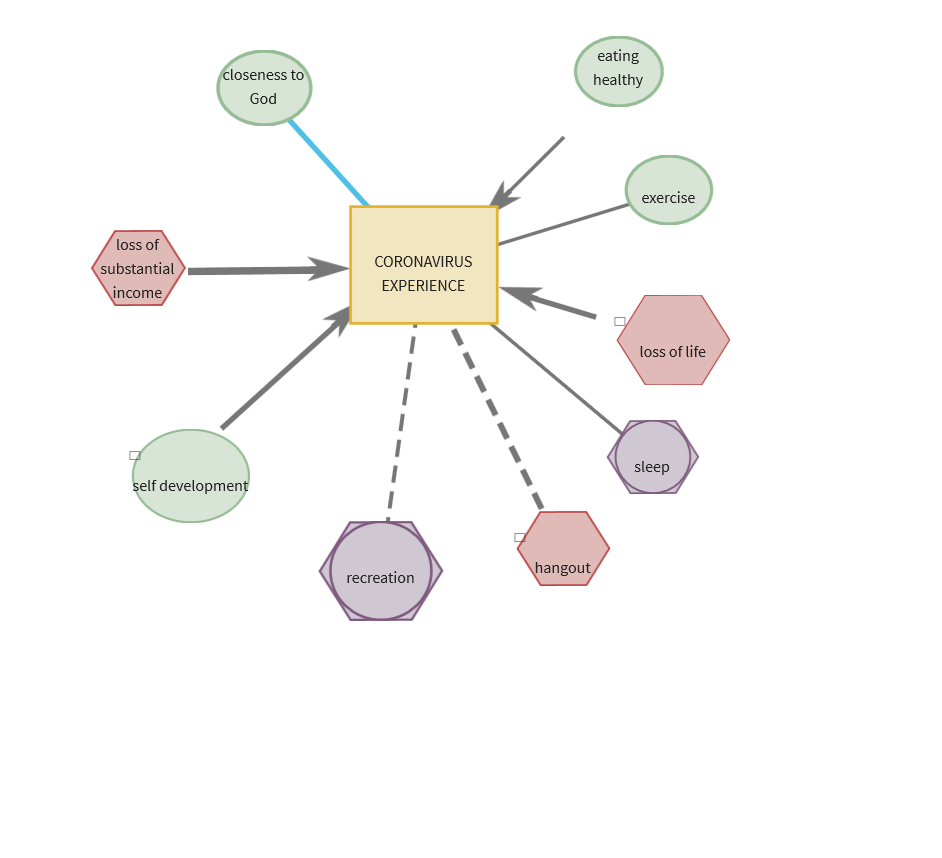 closeness to
God
eating
healthy
exercise
loss of
substantial
income
CORONAVIRUS
EXPERIENCE
loss of life
self development
sleep
recreation
hangout